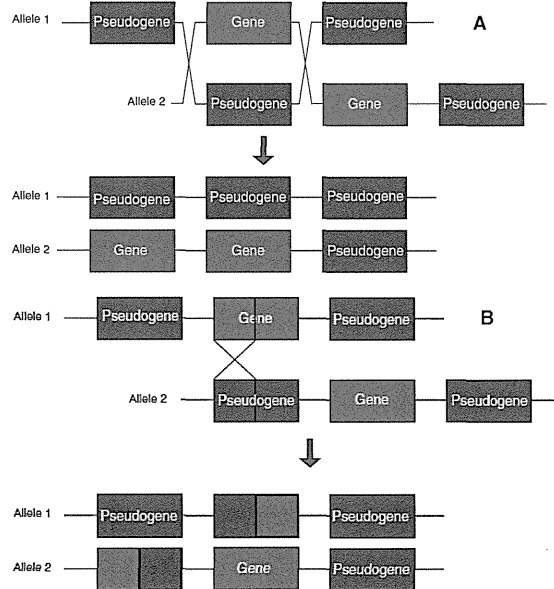 Allele 1 Pseudogene Gene Pseudogene A
Allele 2 Pseudogene Gene Pseudogene
Allele 1 Pseudogene Pseudogene Pseudogene
Allele 2 Gene Gene Pseudogene
Allele 1 Pseudogene Gene Pseudogene B
Allele 2 Pseudogene Gene Pseudogene
Allele 1 Pseudogene Pseudogene
Allele 2 Gene Pseudogene